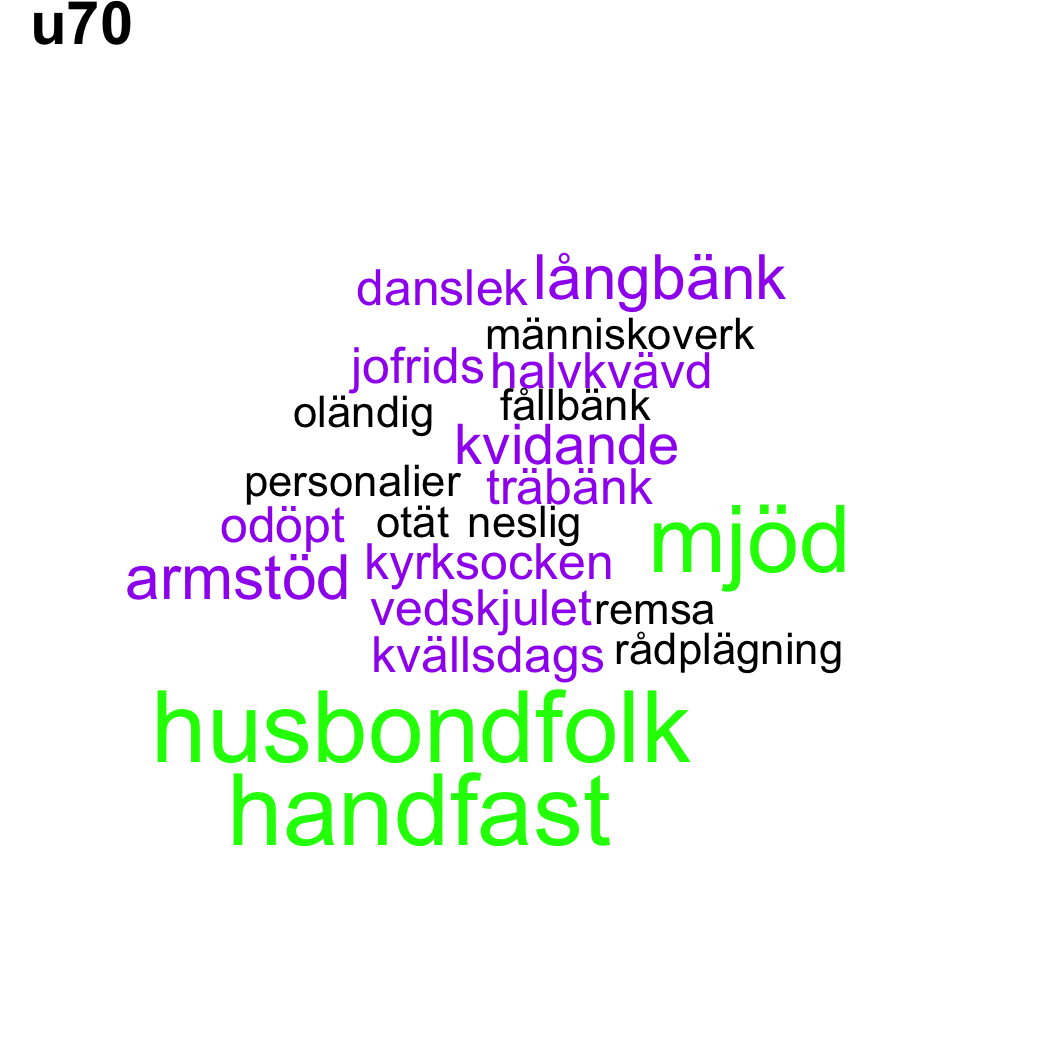 u70
danslek långbänk
människoverk
jofrids halvkvävd
oländig fållbänk
kvidande
personalier träbänk
odöpt otät neslig mjöd
armstöd kyrksocken
vedskjulet remsa
kvällsdags rådplägning
husbondfolk
handfast